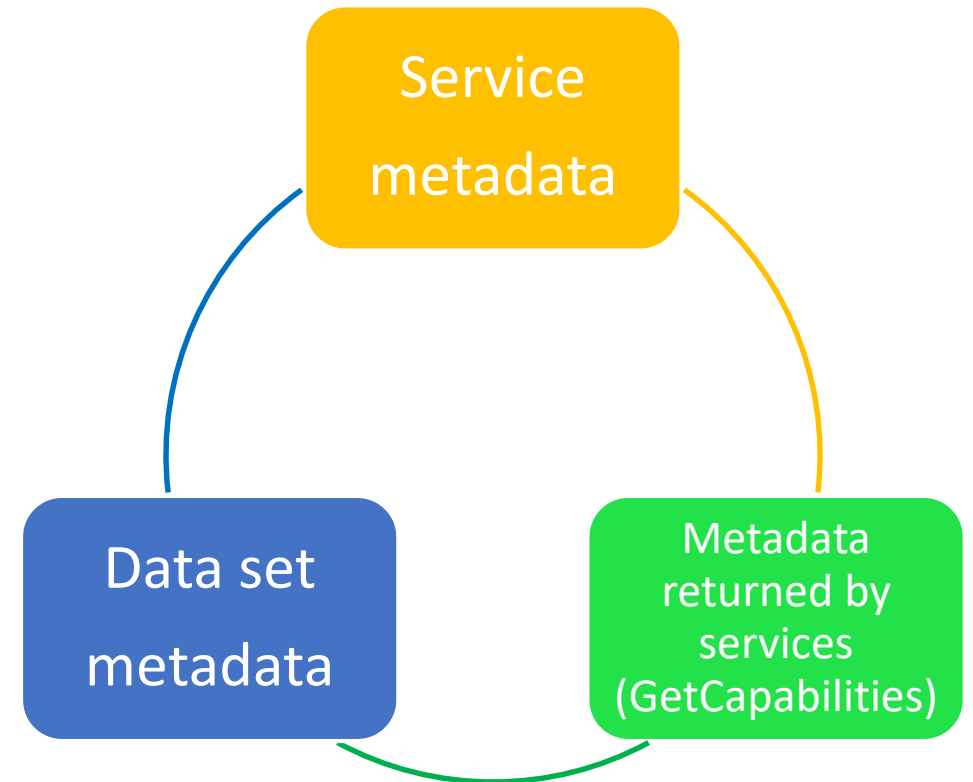 Service
metadata
Data set
metadata
Metadata
returned by
services
(GetCapabilities)